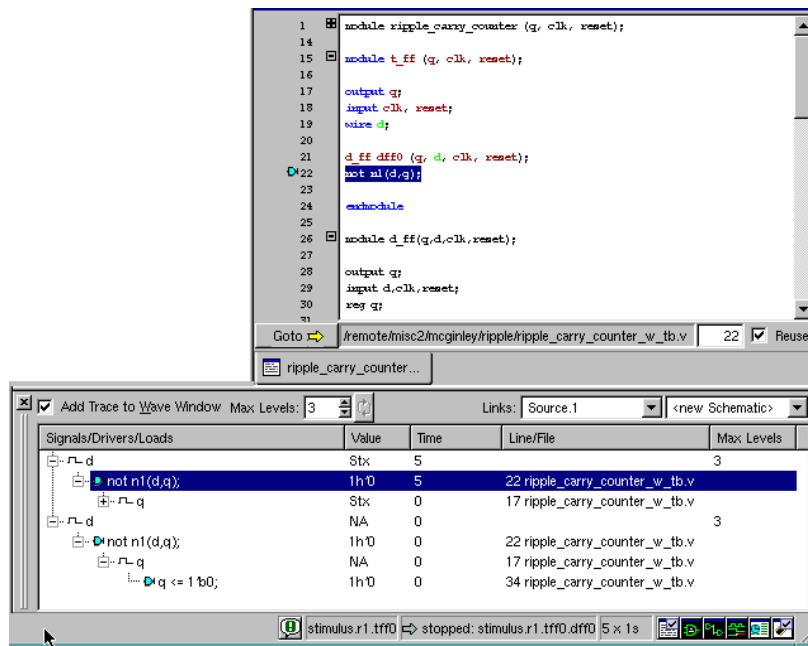 1 module ripple_carry_counter (q, clk, reset);
14
15 module t_ff (q, clk, reset);
16
17 output q;
18 input clk, reset;
19 wire d;
20
21 d_ff dff0 (q, d, clk, reset);
22 not n1(d,q);
23
24 endmodule
25
26 module d_ff(q,d,clk,reset);
27
28 output q;
29 input d,clk,reset;
30 reg q;
31
Goto /remote/misc2/mcginley/ripple/ripple_carry_counter_w_tb.v 22 Reuse
ripple_carry_counter...
Add Trace to Wave Window Max Levels: 3 Links: Source.1 <new Schematic>
Signals/Drivers/Loads Value Time Line/File Max Levels
d Stx 5 3
not n1(d,q); 1h'0 5 22 ripple_carry_counter_w_tb.v
q Stx 0 17 ripple_carry_counter_w_tb.v
d NA 0 3
not n1(d,q); 1h'0 0 22 ripple_carry_counter_w_tb.v
q NA 0 17 ripple_carry_counter_w_tb.v
q <= 1'b0; 1h'0 0 34 ripple_carry_counter_w_tb.v
stimulus.r1.tff0 stopped: stimulus.r1.tff0.dff0 5 x 1s